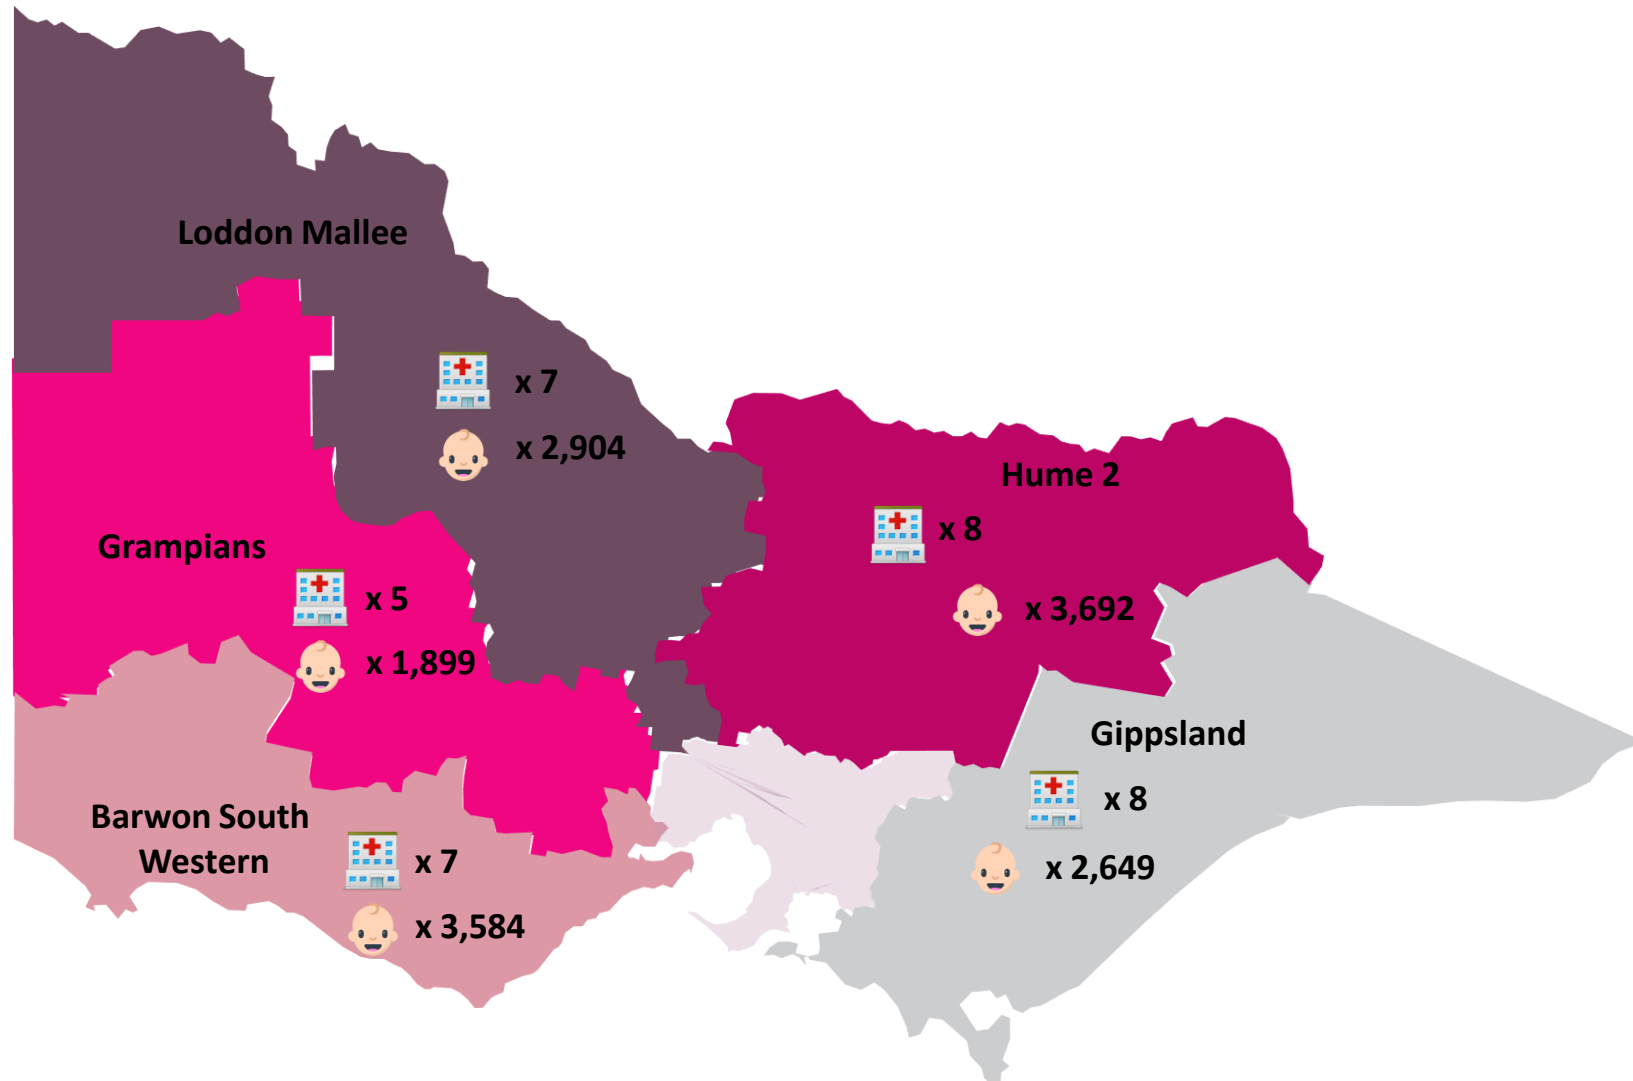 Loddon Mallee
x 7
x 2,904
Hume 2
x 8
x 3,692
Grampians
x 5
x 1,899
Gippsland
x 8
x 2,649
Barwon South
Western
x 7
x 3,584